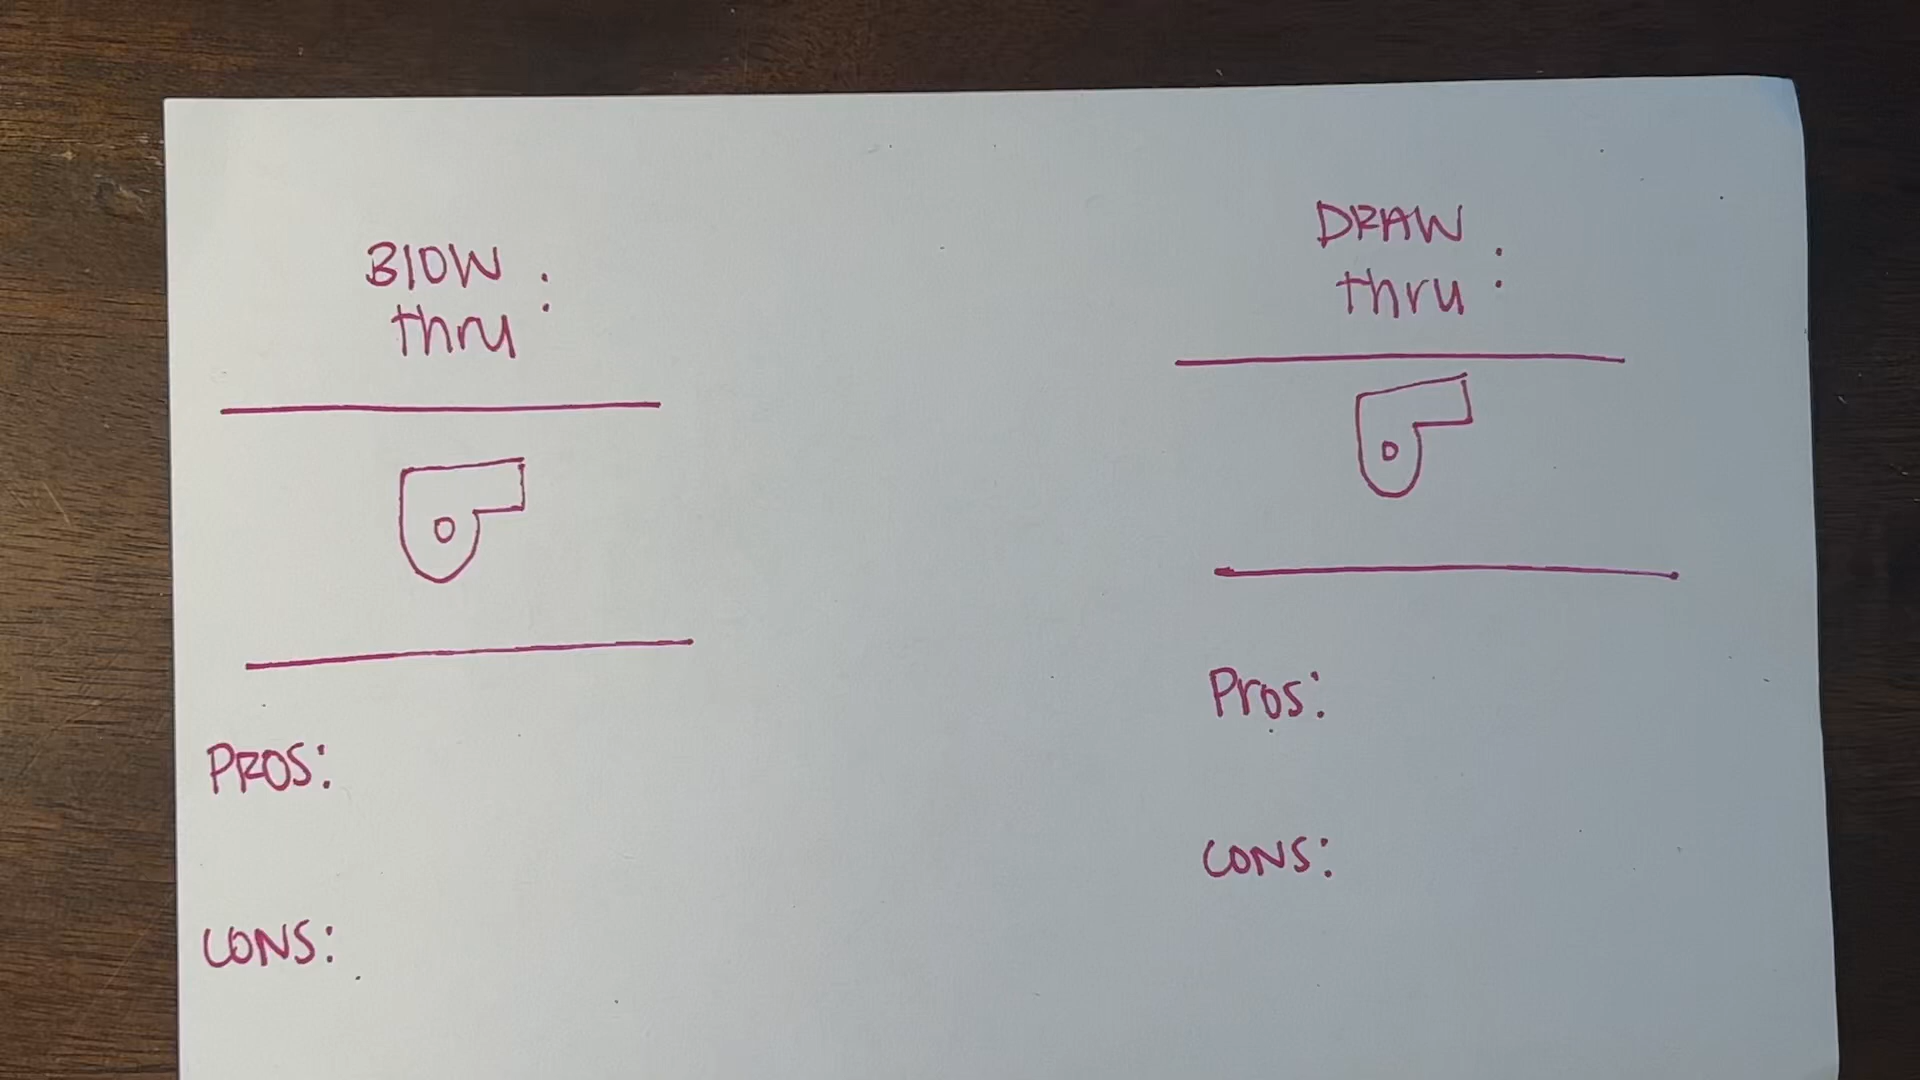 BlOW :
thru
PROS:
CONS:
DRAW :
thru
Pros:
CONS: